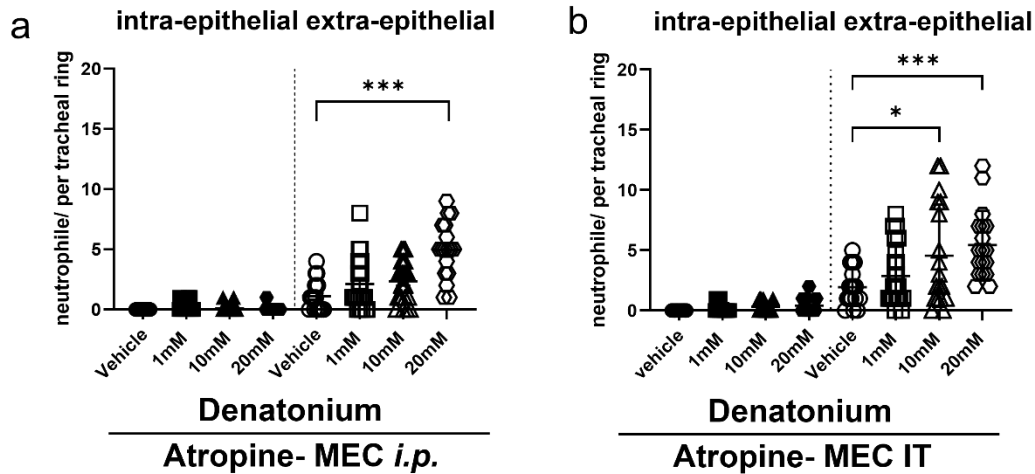 a
intra-epithelial extra-epithelial
neutrophile/ per tracheal ring
20
15
10
5
0
***
Vehicle
1mM
10mM
20mM
Vehicle
1mM
10mM
20mM
Denatonium
Atropine- MEC i.p.
b
intra-epithelial extra-epithelial
neutrophile/ per tracheal ring
20
15
10
5
0
***
*
vehicle
1mM
10mM
20mM
Vehicle
1mM
10mM
20mM
Denatonium
Atropine- MEC IT